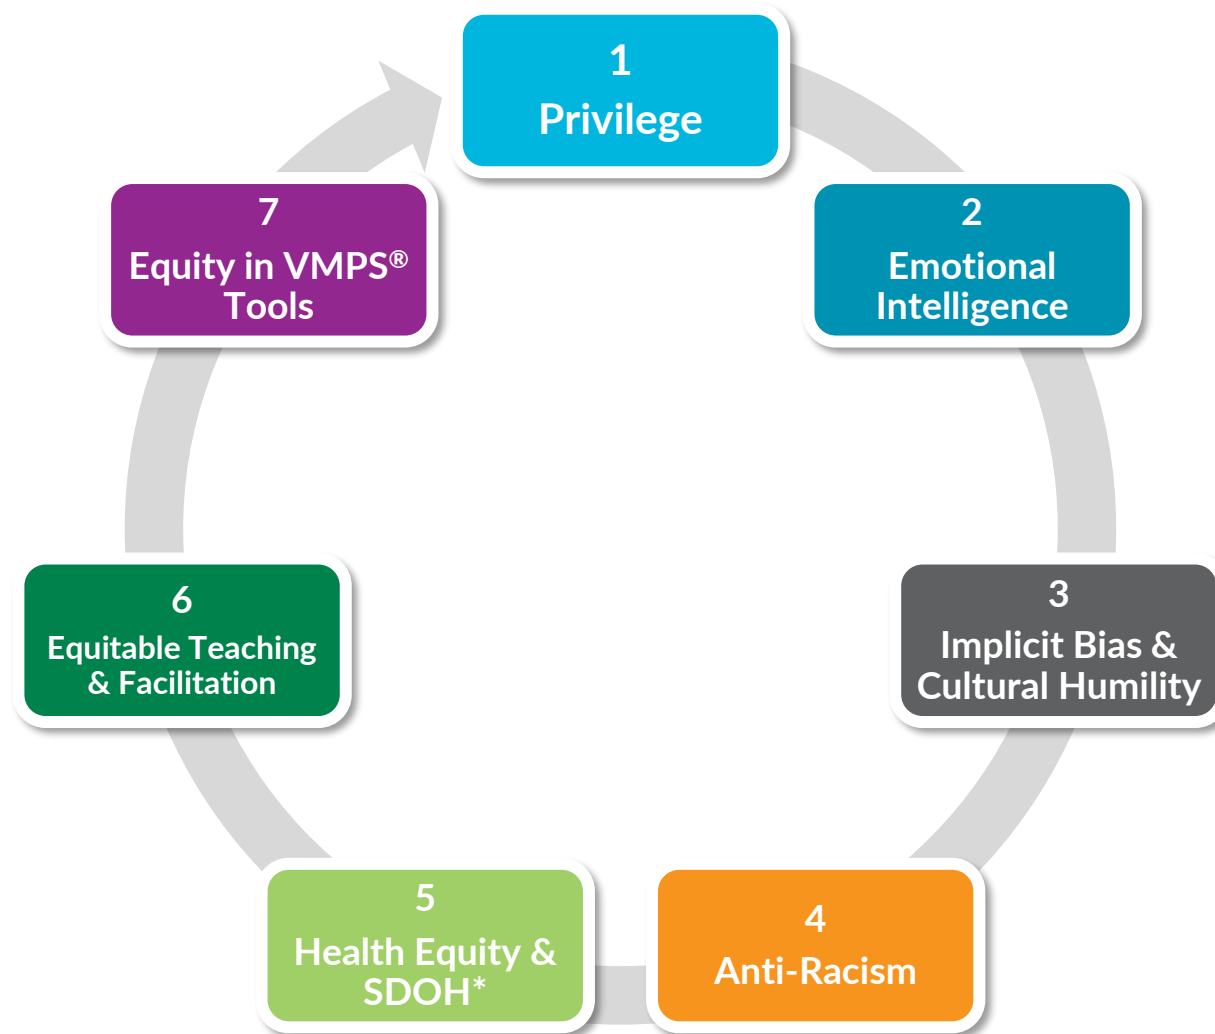 1
Privilege
2
Emotional
Intelligence
3
Implicit Bias &
Cultural Humility
4
Anti-Racism
5
Health Equity &
SDOH*
6
Equitable Teaching
& Facilitation
7
Equity in VMPS®
Tools